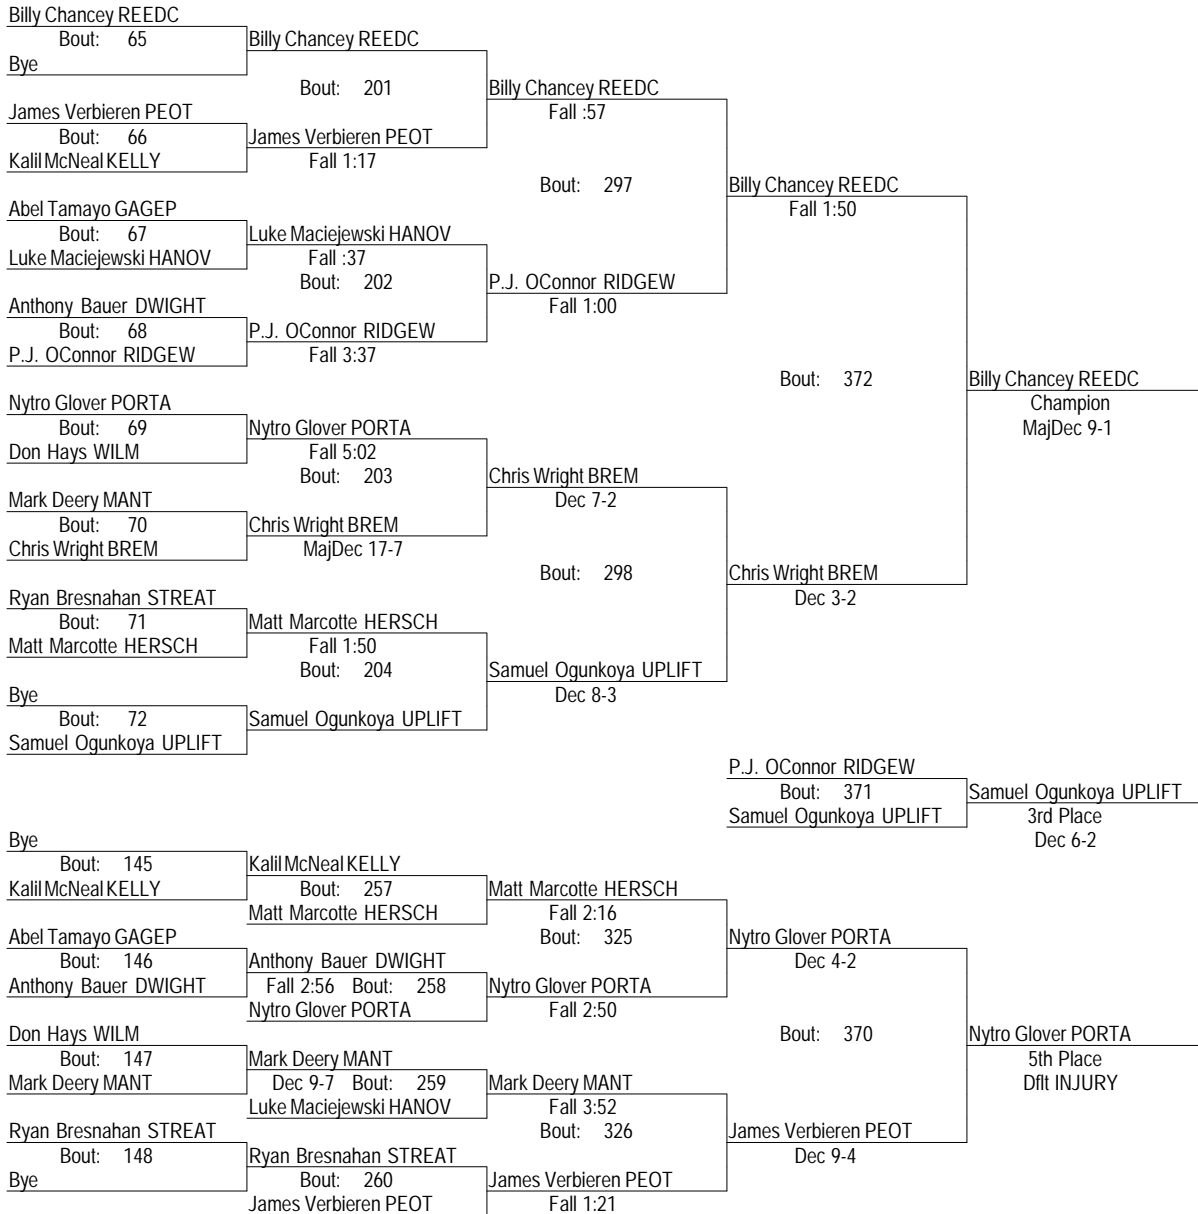 Billy Chancey REEDC
Bout: 65
Billy Chancey REEDC
Bye
Bout: 201
Billy Chancey REEDC
Fall :57
James Verbieren PEOT
Bout: 66
James Verbieren PEOT
Kalil McNeal KELLY
Fall 1:17
Bout: 297
Billy Chancey REEDC
Fall 1:50
Abel Tamayo GAGEP
Bout: 67
Luke Maciejewski HANOV
Luke Maciejewski HANOV
Fall :37
Bout: 202
P.J. OConnor RIDGEW
Fall 1:00
Anthony Bauer DWIGHT
Bout: 68
P.J. OConnor RIDGEW
P.J. OConnor RIDGEW
Fall 3:37
Bout: 372
Billy Chancey REEDC
Champion
MajDec 9-1
Nytro Glover PORTA
Bout: 69
Nytro Glover PORTA
Don Hays WILM
Fall 5:02
Bout: 203
Chris Wright BREM
Dec 7-2
Mark Deery MANT
Bout: 70
Chris Wright BREM
Chris Wright BREM
MajDec 17-7
Bout: 298
Chris Wright BREM
Dec 3-2
Ryan Bresnahan STREAT
Bout: 71
Matt Marcotte HERSCH
Matt Marcotte HERSCH
Fall 1:50
Bout: 204
Samuel Ogunkoya UPLIFT
Dec 8-3
Bye
Bout: 72
Samuel Ogunkoya UPLIFT
Samuel Ogunkoya UPLIFT
P.J. OConnor RIDGEW
Bout: 371
Samuel Ogunkoya UPLIFT
Samuel Ogunkoya UPLIFT
3rd Place
Dec 6-2
Bye
Bout: 145
Kalil McNeal KELLY
Kalil McNeal KELLY
Bout: 257
Matt Marcotte HERSCH
Matt Marcotte HERSCH
Fall 2:16
Bout: 325
Nytro Glover PORTA
Dec 4-2
Abel Tamayo GAGEP
Bout: 146
Anthony Bauer DWIGHT
Anthony Bauer DWIGHT
Fall 2:56 Bout: 258
Nytro Glover PORTA
Nytro Glover PORTA
Fall 2:50
Bout: 370
Nytro Glover PORTA
5th Place
Dflt INJURY
Don Hays WILM
Bout: 147
Mark Deery MANT
Mark Deery MANT
Dec 9-7 Bout: 259
Mark Deery MANT
Luke Maciejewski HANOV
Fall 3:52
Bout: 326
James Verbieren PEOT
Dec 9-4
Ryan Bresnahan STREAT
Bout: 148
Ryan Bresnahan STREAT
Bye
Bout: 260
James Verbieren PEOT
James Verbieren PEOT
Fall 1:21